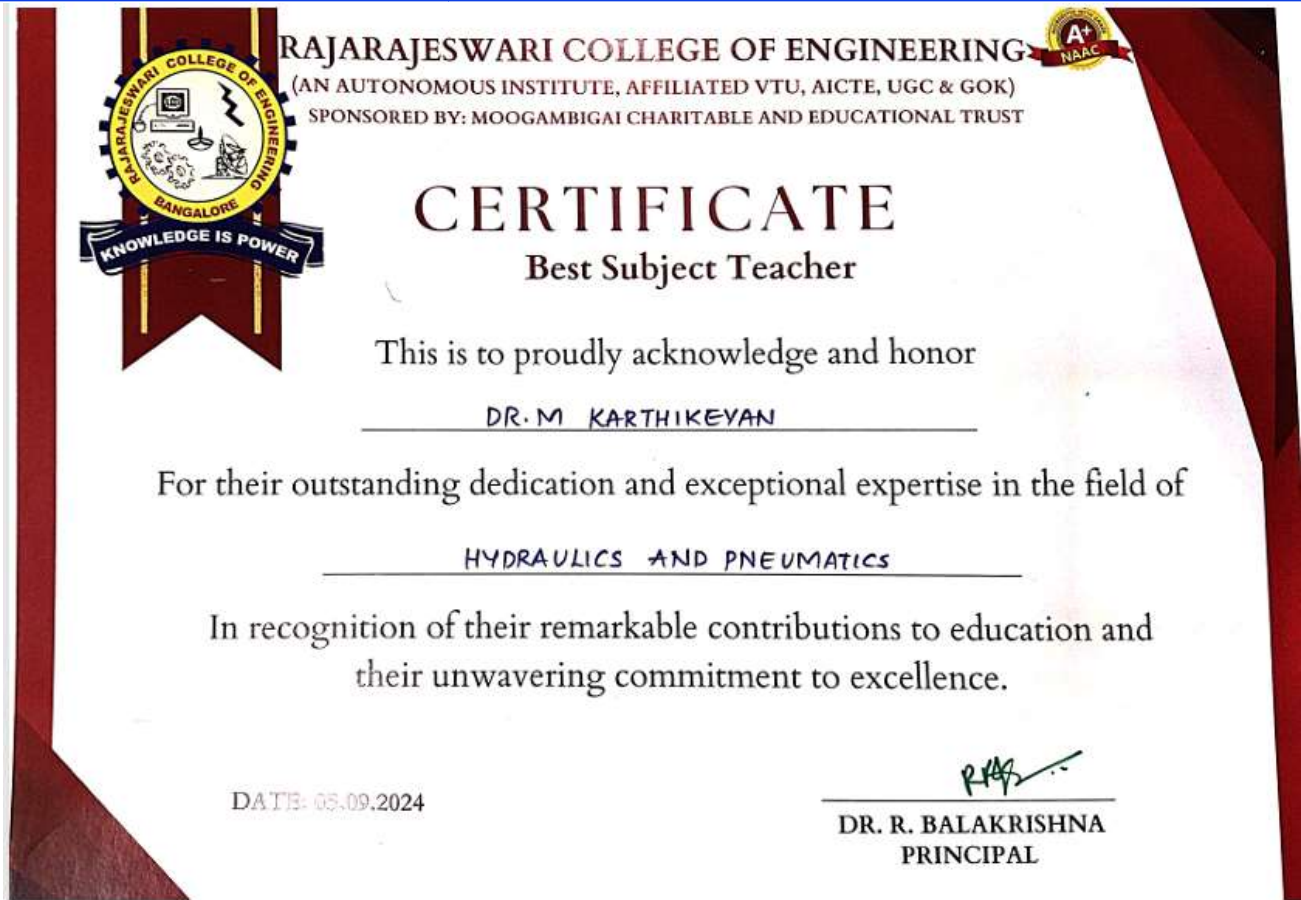 RAJARAJESWARI COLLEGE OF ENGINEERING
A+
NAAC
(AN AUTONOMOUS INSTITUTE, AFFILIATED VTU, AICTE, UGC & GOK)
SPONSORED BY: MOOGAMBIGAI CHARITABLE AND EDUCATIONAL TRUST
RAJARAJESWARI COLLEGE OF ENGINEERING
BANGALORE
KNOWLEDGE IS POWER
CERTIFICATE
Best Subject Teacher
This is to proudly acknowledge and honor
DR. M KARTHIKEYAN
For their outstanding dedication and exceptional expertise in the field of
HYDRAULICS AND PNEUMATICS
In recognition of their remarkable contributions to education and
their unwavering commitment to excellence.
DATE: 05.09.2024
DR. R. BALAKRISHNA
PRINCIPAL